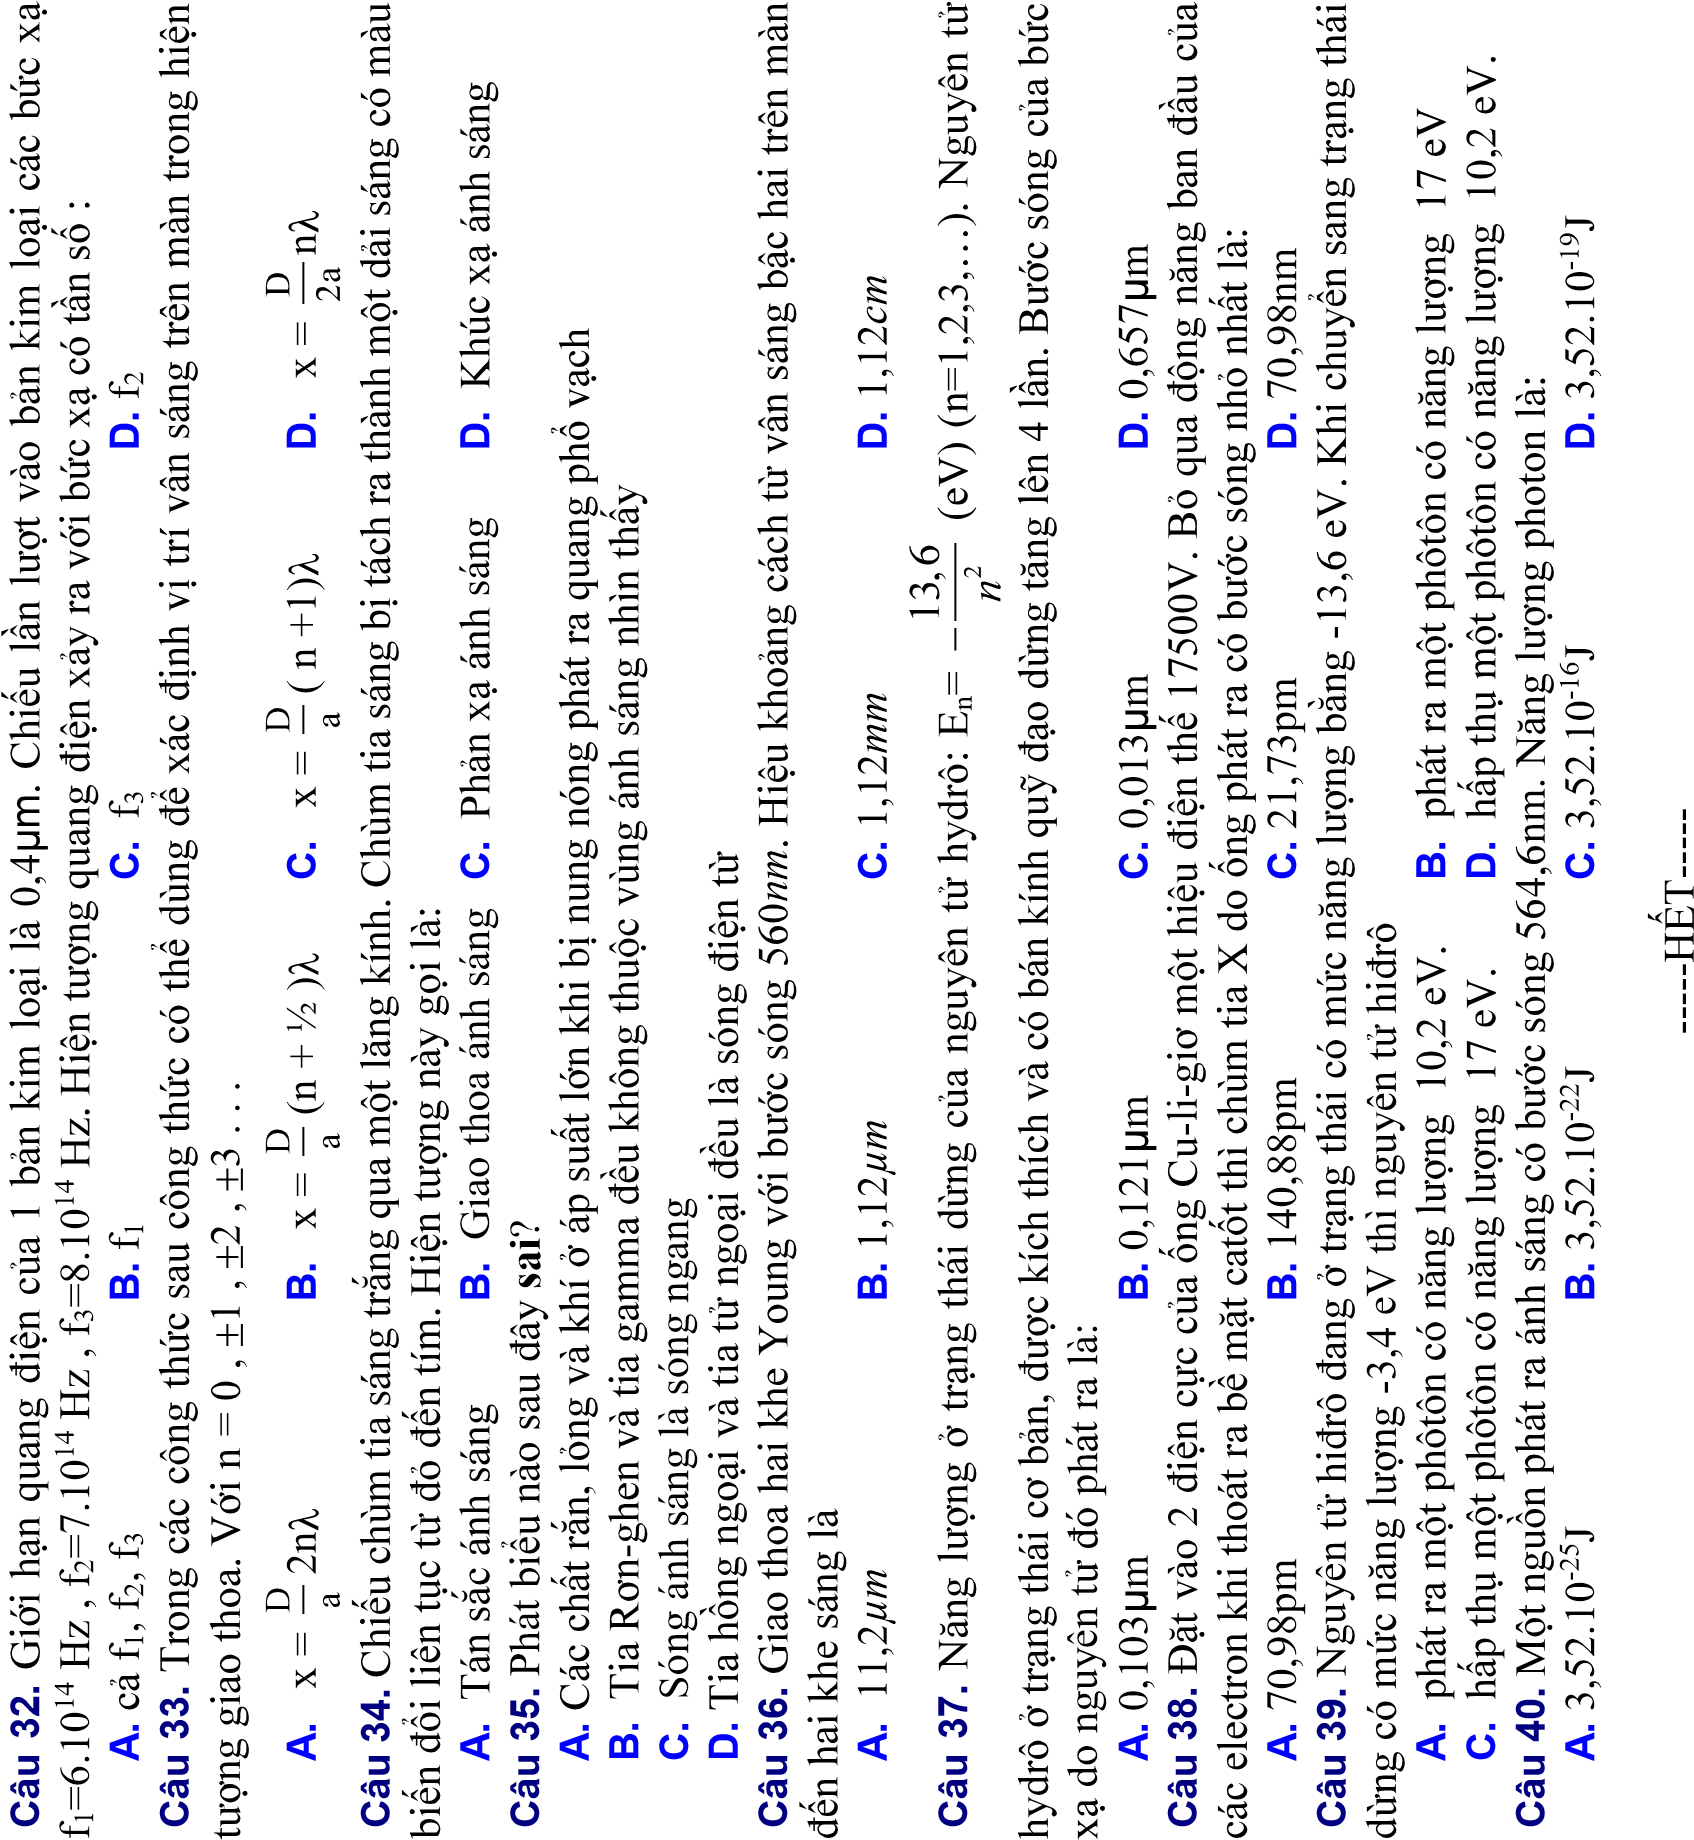 Câu 32. Giới hạn quang điện của 1 bản kim loại là 0,4μm. Chiếu lần lượt vào bản kim loại các bức xạ
f₁=6.10¹⁴ Hz , f₂=7.10¹⁴ Hz , f₃=8.10¹⁴ Hz. Hiện tượng quang điện xảy ra với bức xạ có tần số :
A. cả f₁, f₂, f₃ B. f₁ C. f₃ D. f₂
Câu 33. Trong các công thức sau công thức có thể dùng để xác định vị trí vân sáng trên màn trong hiện
tượng giao thoa. Với n = 0 , ±1 , ±2 , ±3 . . . .
A. x = D/a 2nλ B. x = D/a (n + ½ )λ C. x = D/a ( n +1)λ D. x = D/2a nλ
Câu 34. Chiếu chùm tia sáng trắng qua một lăng kính. Chùm tia sáng bị tách ra thành một dải sáng có màu
biến đổi liên tục từ đỏ đến tím. Hiện tượng này gọi là:
A. Tán sắc ánh sáng B. Giao thoa ánh sáng C. Phản xạ ánh sáng D. Khúc xạ ánh sáng
Câu 35. Phát biểu nào sau đây sai?
A. Các chất rắn, lỏng và khí ở áp suất lớn khi bị nung nóng phát ra quang phổ vạch
B. Tia Rơn-ghen và tia gamma đều không thuộc vùng ánh sáng nhìn thấy
C. Sóng ánh sáng là sóng ngang
D. Tia hồng ngoại và tia tử ngoại đều là sóng điện từ
Câu 36. Giao thoa hai khe Young với bước sóng 560nm. Hiệu khoảng cách từ vân sáng bậc hai trên màn
đến hai khe sáng là
A. 11,2μm B. 1,12μm C. 1,12mm D. 1,12cm
Câu 37. Năng lượng ở trạng thái dừng của nguyên tử hydrô: Eₙ= −13,6/n² (eV) (n=1,2,3,…). Nguyên tử
hydrô ở trạng thái cơ bản, được kích thích và có bán kính quỹ đạo dừng tăng lên 4 lần. Bước sóng của bức
xạ do nguyên tử đó phát ra là:
A. 0,103μm B. 0,121μm C. 0,013μm D. 0,657μm
Câu 38. Đặt vào 2 điện cực của ống Cu-li-giơ một hiệu điện thế 17500V. Bỏ qua động năng ban đầu của
các electron khi thoát ra bề mặt catôt thì chùm tia X do ống phát ra có bước sóng nhỏ nhất là:
A. 70,98pm B. 140,88pm C. 21,73pm D. 70,98nm
Câu 39. Nguyên tử hiđrô đang ở trạng thái có mức năng lượng bằng -13,6 eV. Khi chuyển sang trạng thái
dừng có mức năng lượng -3,4 eV thì nguyên tử hiđrô
A. phát ra một phôtôn có năng lượng 10,2 eV. B. phát ra một phôtôn có năng lượng 17 eV
C. hấp thụ một phôtôn có năng lượng 17 eV. D. hấp thụ một phôtôn có năng lượng 10,2 eV.
Câu 40. Một nguồn phát ra ánh sáng có bước sóng 564,6nm. Năng lượng photon là:
A. 3,52.10⁻²⁵J B. 3,52.10⁻²²J C. 3,52.10⁻¹⁶J D. 3,52.10⁻¹⁹J
-----HẾT-----